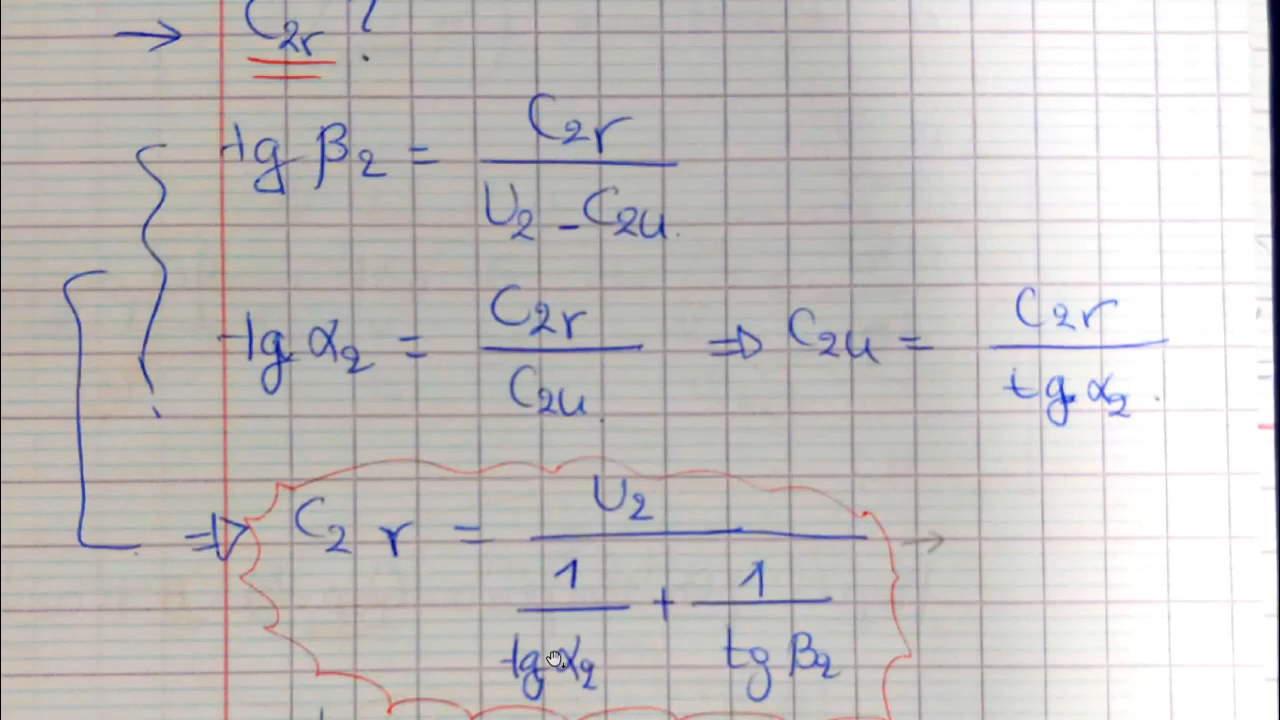 → C₂r ?
tg β₂ = C₂r / (U₂ - C₂u)
tg α₂ = C₂r / C₂u ⇒ C₂u = C₂r / tg α₂
⇒ C₂r = U₂ / (1 / tg α₂ + 1 / tg β₂) →